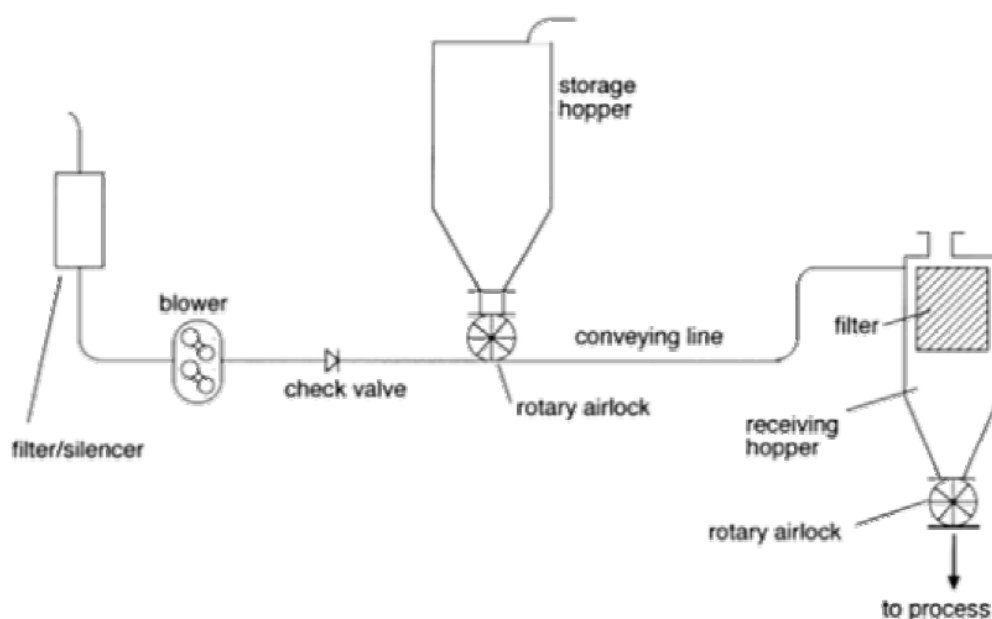 storage
hopper
blower
conveying line
filter
check valve
rotary airlock
filter/silencer
receiving
hopper
rotary airlock
to process